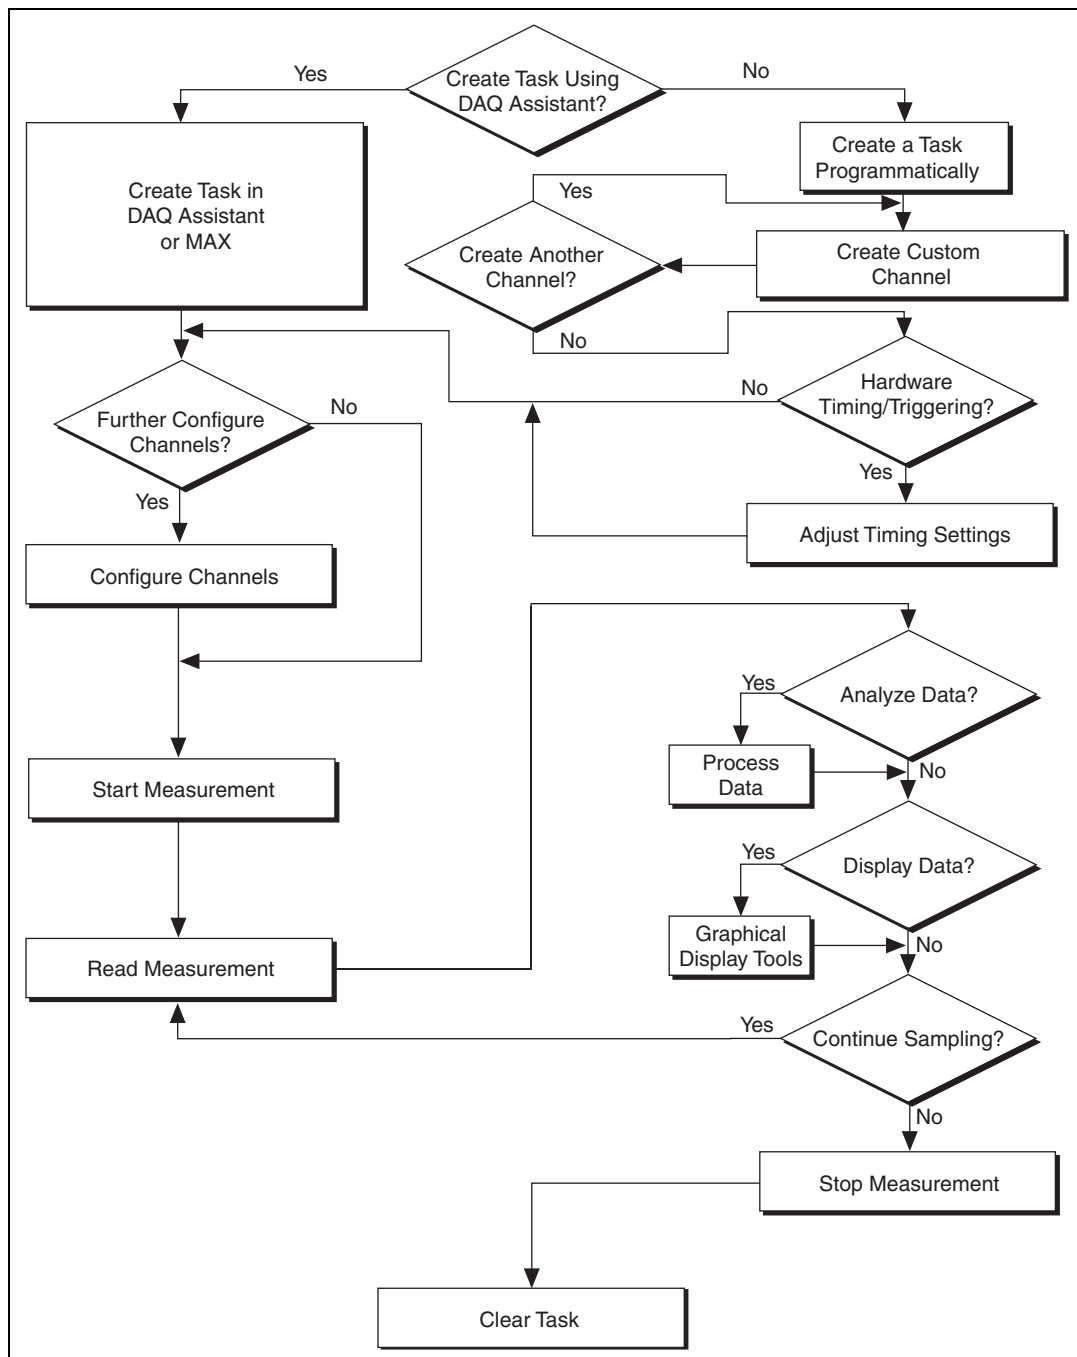 Create Task Using
DAQ Assistant?
Yes
No
Create Task in
DAQ Assistant
or MAX
Create a Task
Programmatically
Yes
Create Another
Channel?
Create Custom
Channel
No
Hardware
Timing/Triggering?
No
Yes
Adjust Timing Settings
Further Configure
Channels?
No
Yes
Configure Channels
Start Measurement
Read Measurement
Analyze Data?
Yes
Process
Data
No
Display Data?
Yes
Graphical
Display Tools
No
Continue Sampling?
Yes
No
Stop Measurement
Clear Task